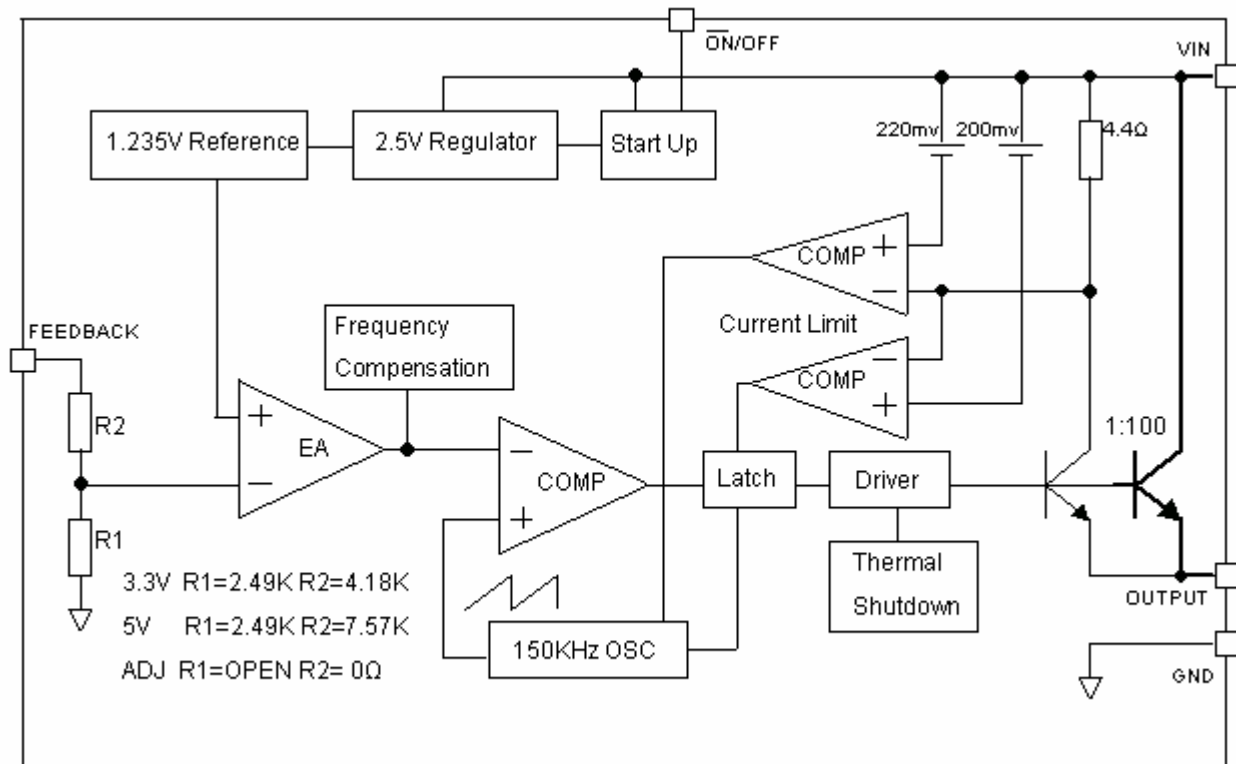 O̅N̅/OFF
VIN
1.235V Reference
2.5V Regulator
Start Up
220mv
200mv
4.4Ω
+
COMP
−
FEEDBACK
Frequency
Compensation
Current Limit
−
COMP
+
R2
+
EA
−
−
COMP
+
1:100
Latch
Driver
R1
Thermal
Shutdown
3.3V R1=2.49K R2=4.18K
5V R1=2.49K R2=7.57K
ADJ R1=OPEN R2= 0Ω
150KHz OSC
OUTPUT
GND